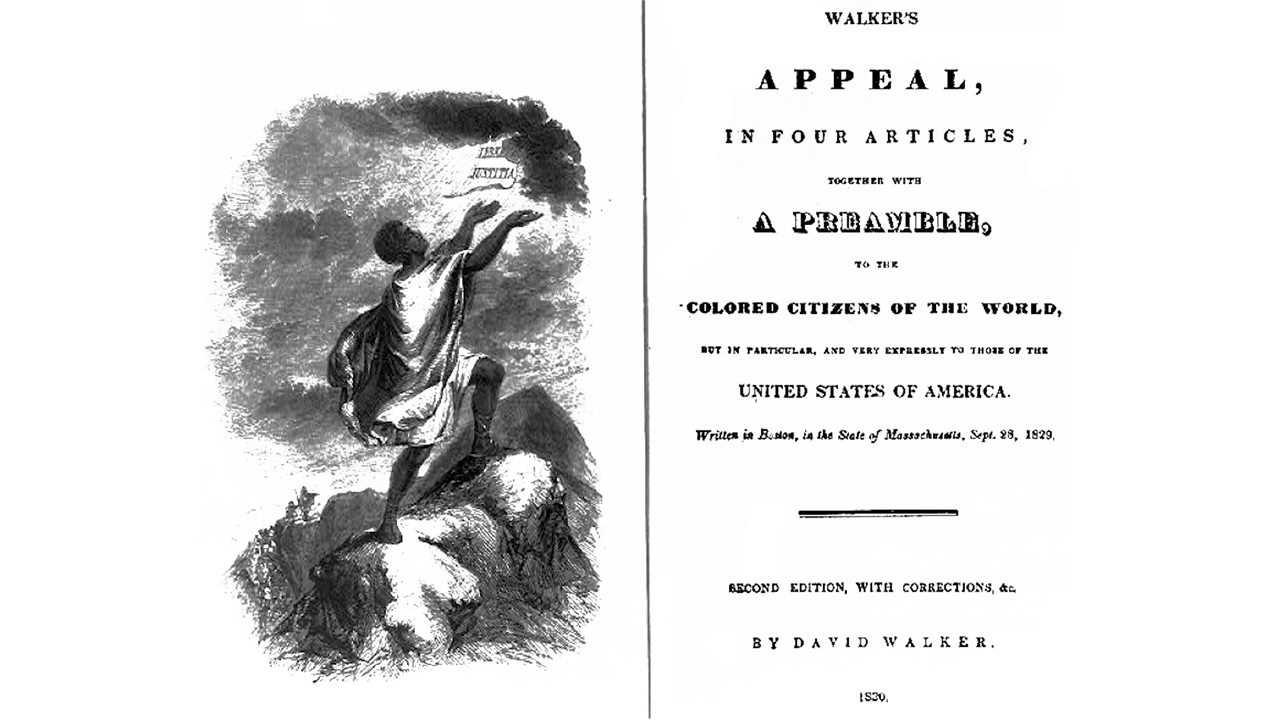 JUSTITIA
WALKER'S
APPEAL,
IN FOUR ARTICLES,
TOGETHER WITH
A PREAMBLE,
TO THE
COLORED CITIZENS OF THE WORLD,
BUT IN PARTICULAR, AND VERY EXPRESSLY TO THOSE OF THE
UNITED STATES OF AMERICA.
Written in Boston, in the State of Massachusetts, Sept. 28, 1829.
SECOND EDITION, WITH CORRECTIONS, &c.
BY DAVID WALKER.
1830.